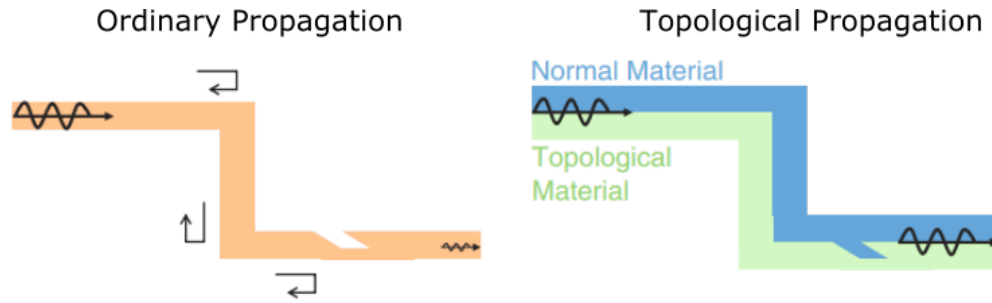 Ordinary Propagation
Topological Propagation
Normal Material
Topological
Material